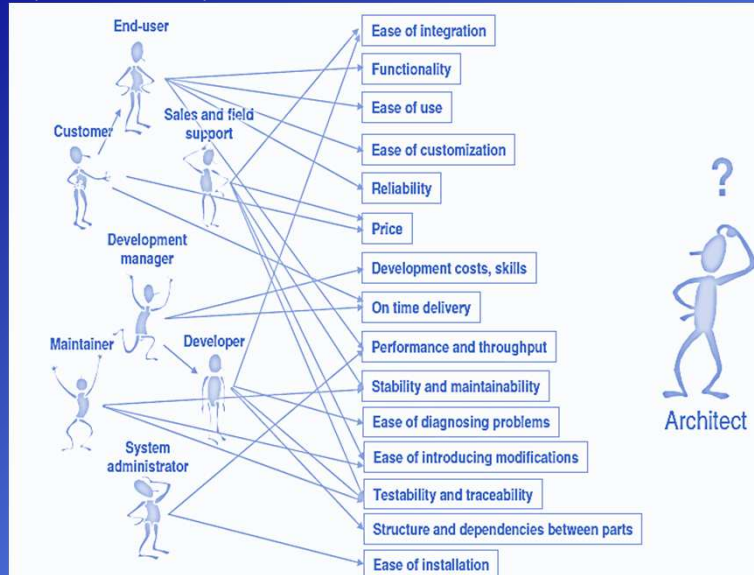 End-user
Customer
Sales and field
support
Development
manager
Maintainer
Developer
System
administrator
Ease of integration
Functionality
Ease of use
Ease of customization
Reliability
Price
Development costs, skills
On time delivery
Performance and throughput
Stability and maintainability
Ease of diagnosing problems
Ease of introducing modifications
Testability and traceability
Structure and dependencies between parts
Ease of installation
?
Architect